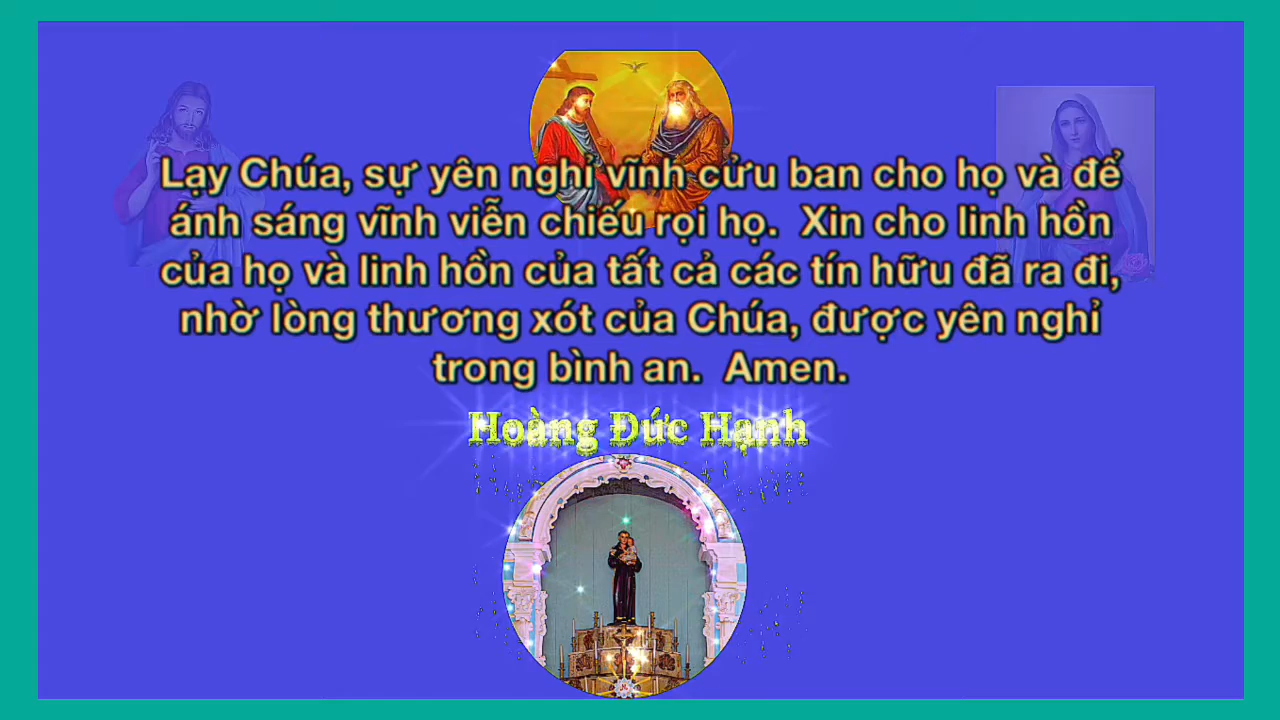 Lạy Chúa, sự yên nghỉ vĩnh cửu ban cho họ và để
ánh sáng vĩnh viễn chiếu rọi họ.  Xin cho linh hồn
của họ và linh hồn của tất cả các tín hữu đã ra đi,
nhờ lòng thương xót của Chúa, được yên nghỉ
trong bình an.  Amen.
Hoàng Đức Hạnh